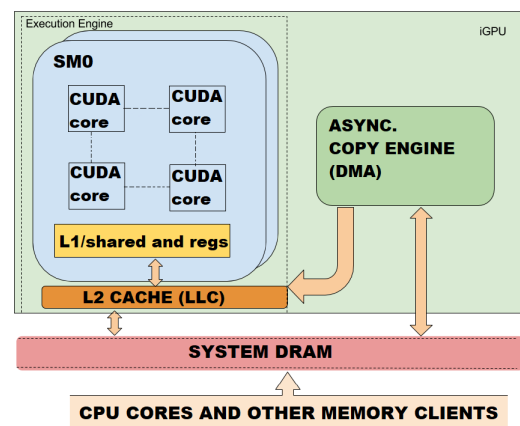 Execution Engine
iGPU
SM0
CUDA
core
CUDA
core
CUDA
core
CUDA
core
L1/shared and regs
ASYNC.
COPY ENGINE
(DMA)
L2 CACHE (LLC)
SYSTEM DRAM
CPU CORES AND OTHER MEMORY CLIENTS